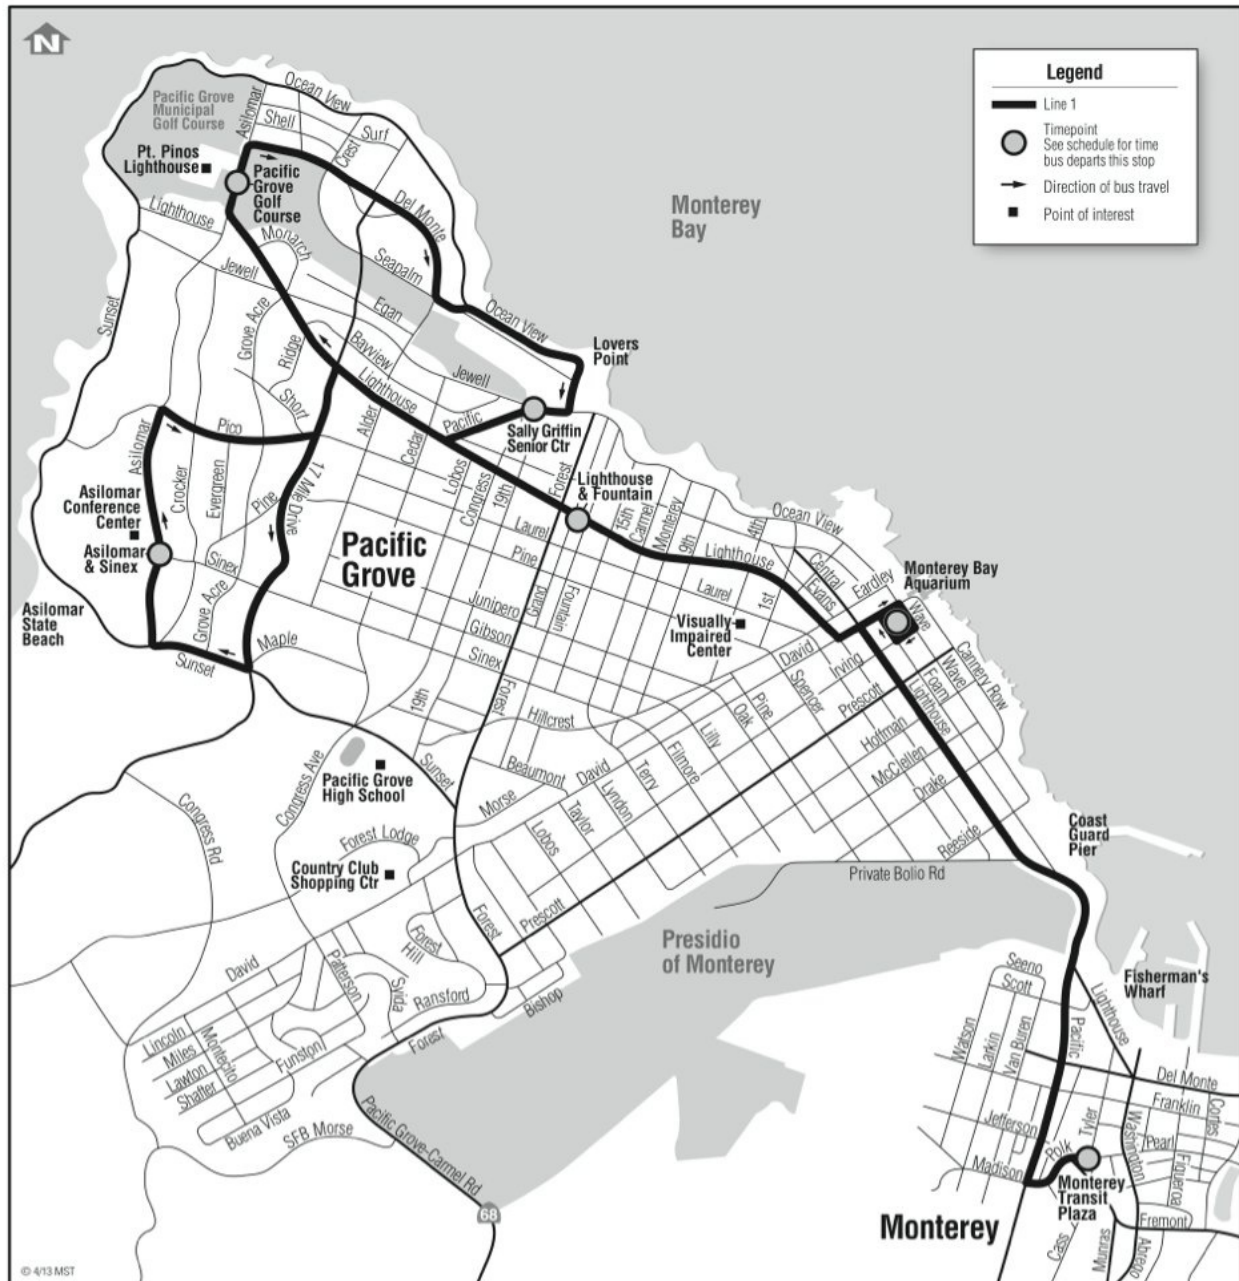 N
Legend
Line 1
Timepoint
See schedule for time
bus departs this stop
Direction of bus travel
Point of interest
Pacific Grove
Municipal
Golf Course
Asilomar
Ocean View
Shell
Surf
Crest
Pt. Pinos
Lighthouse
Pacific
Grove
Golf
Course
Del Monte
Monterey
Bay
Lighthouse
Monarch
Jewell
Seapalm
Sunset
Egan
Ocean View
Grove Acre
Ridge
Bayview
Lovers
Point
Jewell
Lighthouse
Short
Pacific
Sally Griffin
Senior Ctr
Asilomar
Pico
Alder
Cedar
Lobos
Congress
19th
Forest
Lighthouse
& Fountain
Crocker
Evergreen
Pine
17 Mile Drive
Asilomar
Conference
Center
15th
Carmel
Monterey
9th
4th
Ocean View
Laurel
Pine
Lighthouse
Central
Evans
Eardley
Monterey Bay
Aquarium
Asilomar
& Sinex
Sinex
Pacific
Grove
Laurel
1st
Wave
Asilomar
State
Beach
Grove Acre
Junipero
Grand
Fountain
Visually
Impaired
Center
Gibson
Maple
Sunset
Sinex
David
Irving
Cannery Row
Wave
Foam
Lighthouse
Spencer
Prescott
19th
Forest
Pine
Oak
Hillcrest
Lilly
Hoffman
Filmore
McClellen
Congress Ave
Sunset
Beaumont
David
Terry
Drake
Pacific Grove
High School
Morse
Lyndon
Taylor
Congress Rd
Forest Lodge
Lobos
Reeside
Coast
Guard
Pier
Country Club
Shopping Ctr
Private Bolio Rd
Prescott
Forest
Forest
Hill
Presidio
of Monterey
David
Patterson
Syida
Ransford
Bishop
Seeno
Scott
Fisherman's
Wharf
Lighthouse
Lincoln
Miles
Lawton
Shafter
Montecito
Funston
Forest
Watson
Larkin
Van Buren
Pacific
Del Monte
Buena Vista
SFB Morse
Pacific Grove-Carmel Rd
Franklin
Cortes
Jefferson
Tyler
Washington
Pearl
Madison
Polk
Figueroa
Monterey
Transit
Plaza
68
Monterey
Fremont
Cass
Munras
Abrego
© 4/13 MST